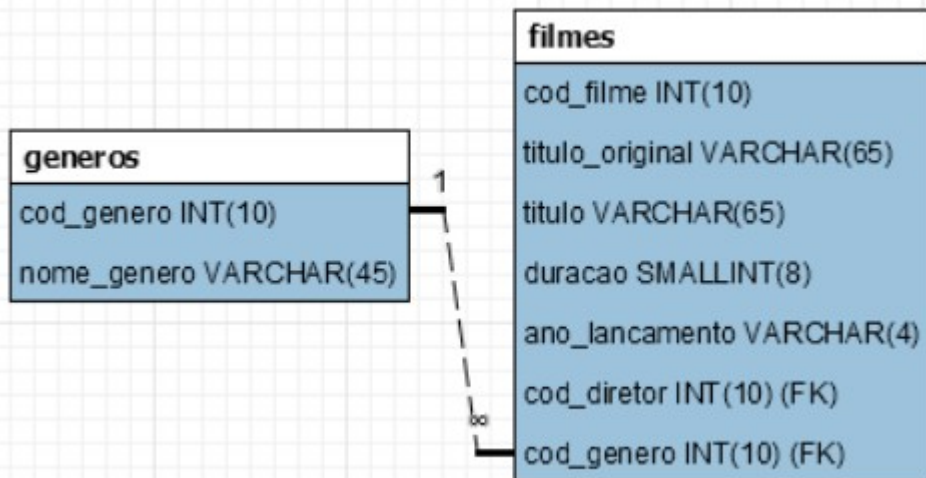 generos
cod_genero INT(10)
nome_genero VARCHAR(45)
1
∞
filmes
cod_filme INT(10)
titulo_original VARCHAR(65)
titulo VARCHAR(65)
duracao SMALLINT(8)
ano_lancamento VARCHAR(4)
cod_diretor INT(10) (FK)
cod_genero INT(10) (FK)